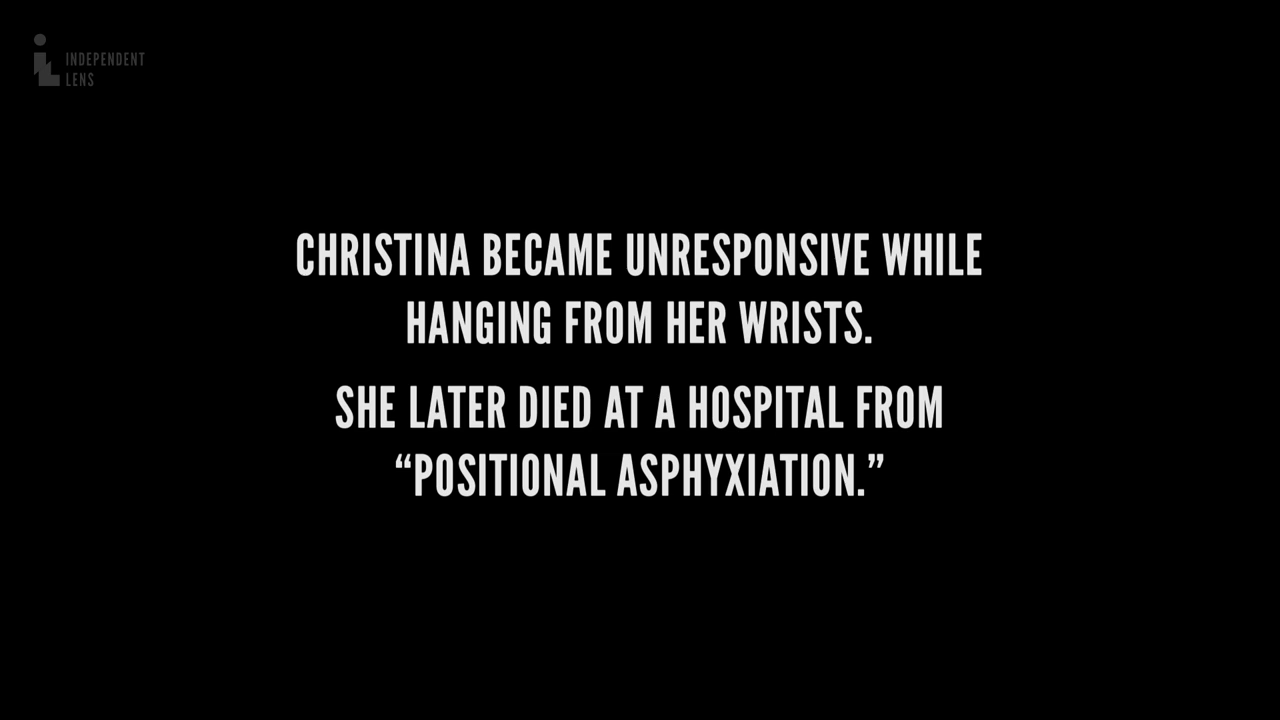 INDEPENDENT
LENS
CHRISTINA BECAME UNRESPONSIVE WHILE
HANGING FROM HER WRISTS.
SHE LATER DIED AT A HOSPITAL FROM
“POSITIONAL ASPHYXIATION.”